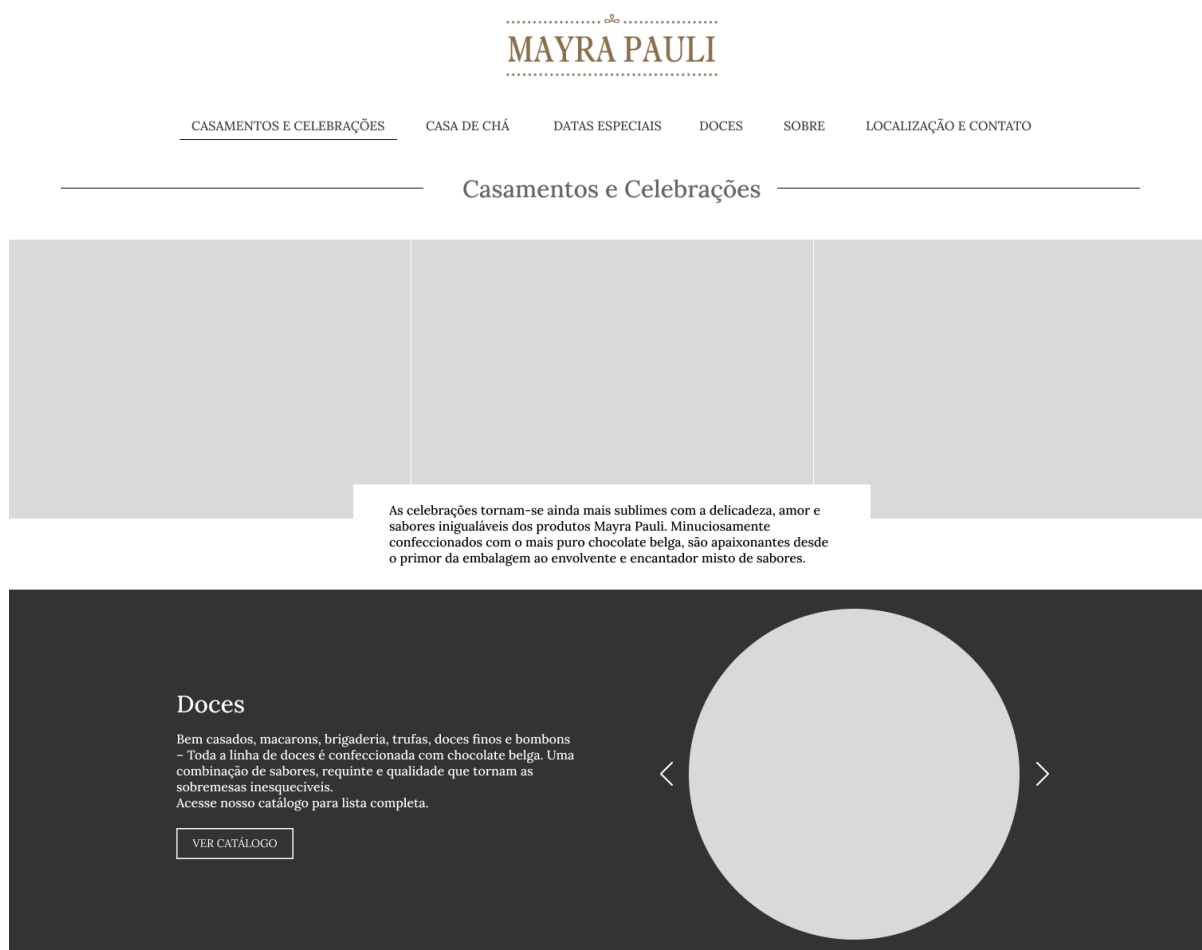 MAYRA PAULI
CASAMENTOS E CELEBRAÇÕES CASA DE CHÁ DATAS ESPECIAIS DOCES SOBRE LOCALIZAÇÃO E CONTATO
Casamentos e Celebrações
As celebrações tornam-se ainda mais sublimes com a delicadeza, amor e
sabores inigualáveis dos produtos Mayra Pauli. Minuciosamente
confeccionados com o mais puro chocolate belga, são apaixonantes desde
o primor da embalagem ao envolvente e encantador misto de sabores.
Doces
Bem casados, macarons, brigaderia, trufas, doces finos e bombons
– Toda a linha de doces é confeccionada com chocolate belga. Uma
combinação de sabores, requinte e qualidade que tornam as
sobremesas inesquecíveis.
Acesse nosso catálogo para lista completa.
VER CATÁLOGO